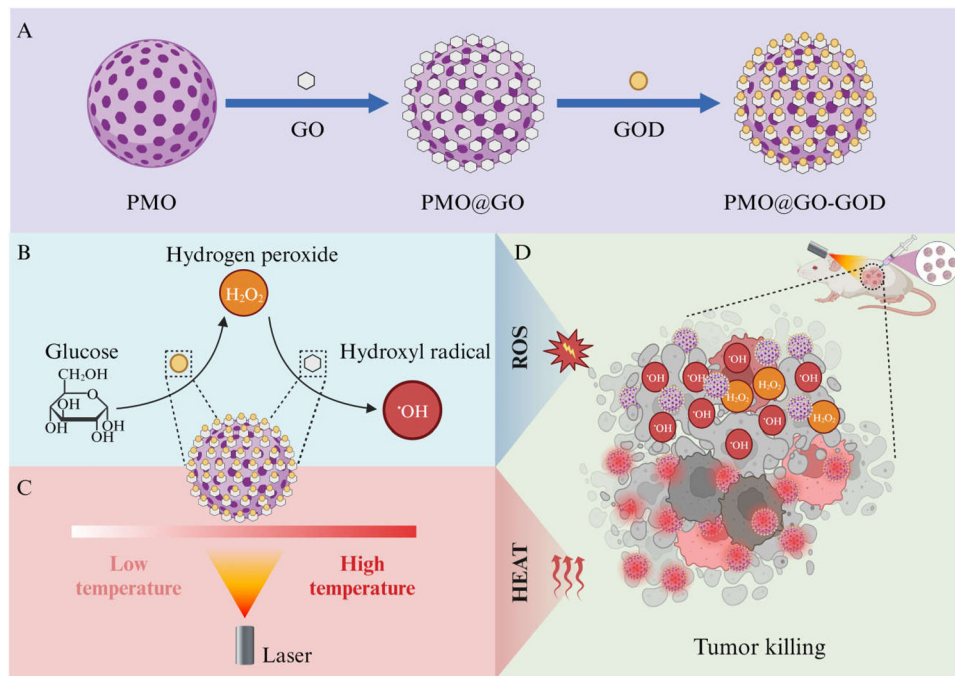 A
GO
GOD
PMO
PMO@GO
PMO@GO-GOD
B
Hydrogen peroxide
H₂O₂
Glucose
CH₂OH
OH
OH
OH
OH
Hydroxyl radical
·OH
C
Low
temperature
High
temperature
Laser
D
ROS
HEAT
·OH
·OH
·OH
·OH
H₂O₂
H₂O₂
·OH
·OH
·OH
·OH
H₂O₂
·OH
Tumor killing